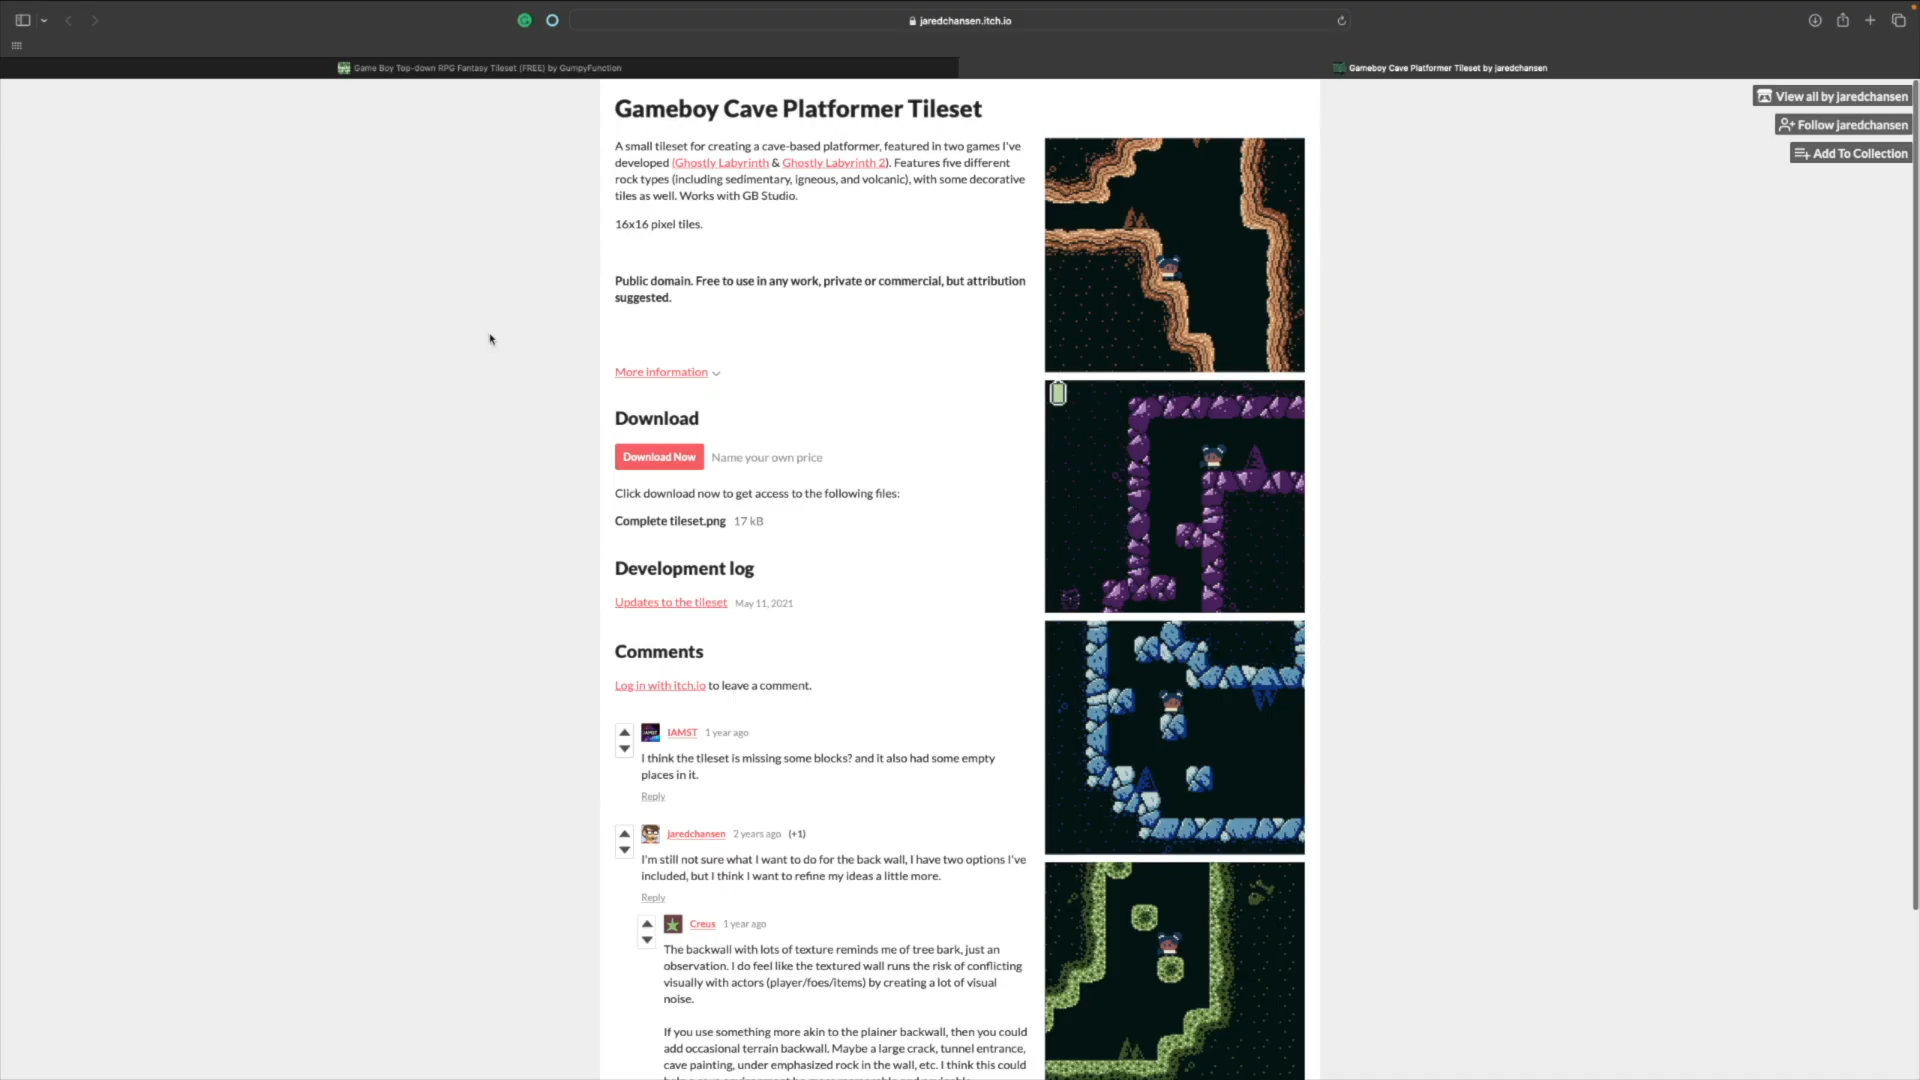 jaredchansen.itch.io
Game Boy Top-down RPG Fantasy Tileset (FREE) by GumpyFunction
Gameboy Cave Platformer Tileset by jaredchansen
View all by jaredchansen
Follow jaredchansen
Add To Collection
Gameboy Cave Platformer Tileset
A small tileset for creating a cave-based platformer, featured in two games I've
developed (Ghostly Labyrinth & Ghostly Labyrinth 2). Features five different
rock types (including sedimentary, igneous, and volcanic), with some decorative
tiles as well. Works with GB Studio.
16x16 pixel tiles.
Public domain. Free to use in any work, private or commercial, but attribution
suggested.
More information
Download
Download Now Name your own price
Click download now to get access to the following files:
Complete tileset.png 17 kB
Development log
Updates to the tileset May 11, 2021
Comments
Log in with itch.io to leave a comment.
IAMST 1 year ago
I think the tileset is missing some blocks? and it also had some empty
places in it.
Reply
jaredchansen 2 years ago (+1)
I'm still not sure what I want to do for the back wall, I have two options I've
included, but I think I want to refine my ideas a little more.
Reply
Creus 1 year ago
The backwall with lots of texture reminds me of tree bark, just an
observation. I do feel like the textured wall runs the risk of conflicting
visually with actors (player/foes/items) by creating a lot of visual
noise.
If you use something more akin to the plainer backwall, then you could
add occasional terrain backwall. Maybe a large crack, tunnel entrance,
cave painting, under emphasized rock in the wall, etc. I think this could